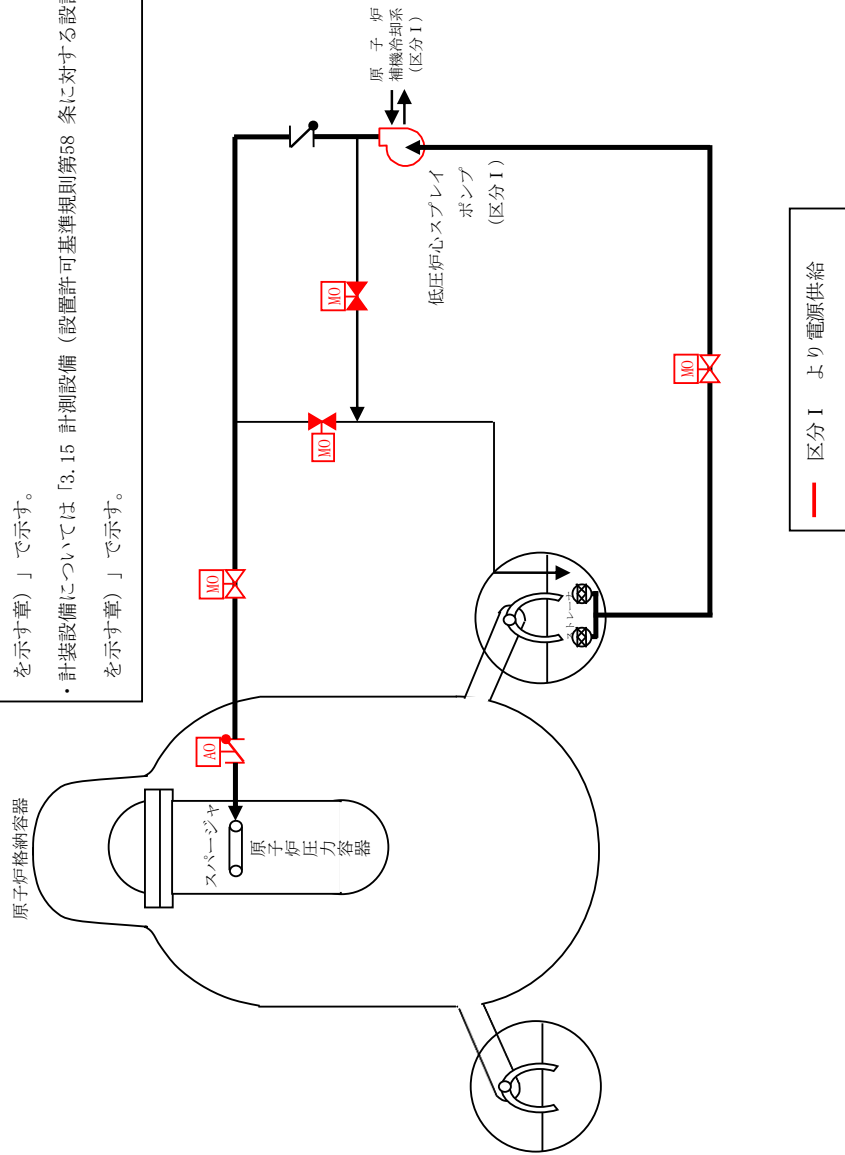 を示す章）」で示す。
・計装設備については「3.15 計測設備（設置許可基準規則第58 条に対する設
を示す章）」で示す。
原子炉格納容器
スパージャ
原子炉圧力容器
AO
MO
MO
MO
MO
原 子 炉
補機冷却系
(区分Ⅰ)
低圧炉心スプレイ
ポンプ
(区分Ⅰ)
ストレーナ
区分Ⅰ より電源供給